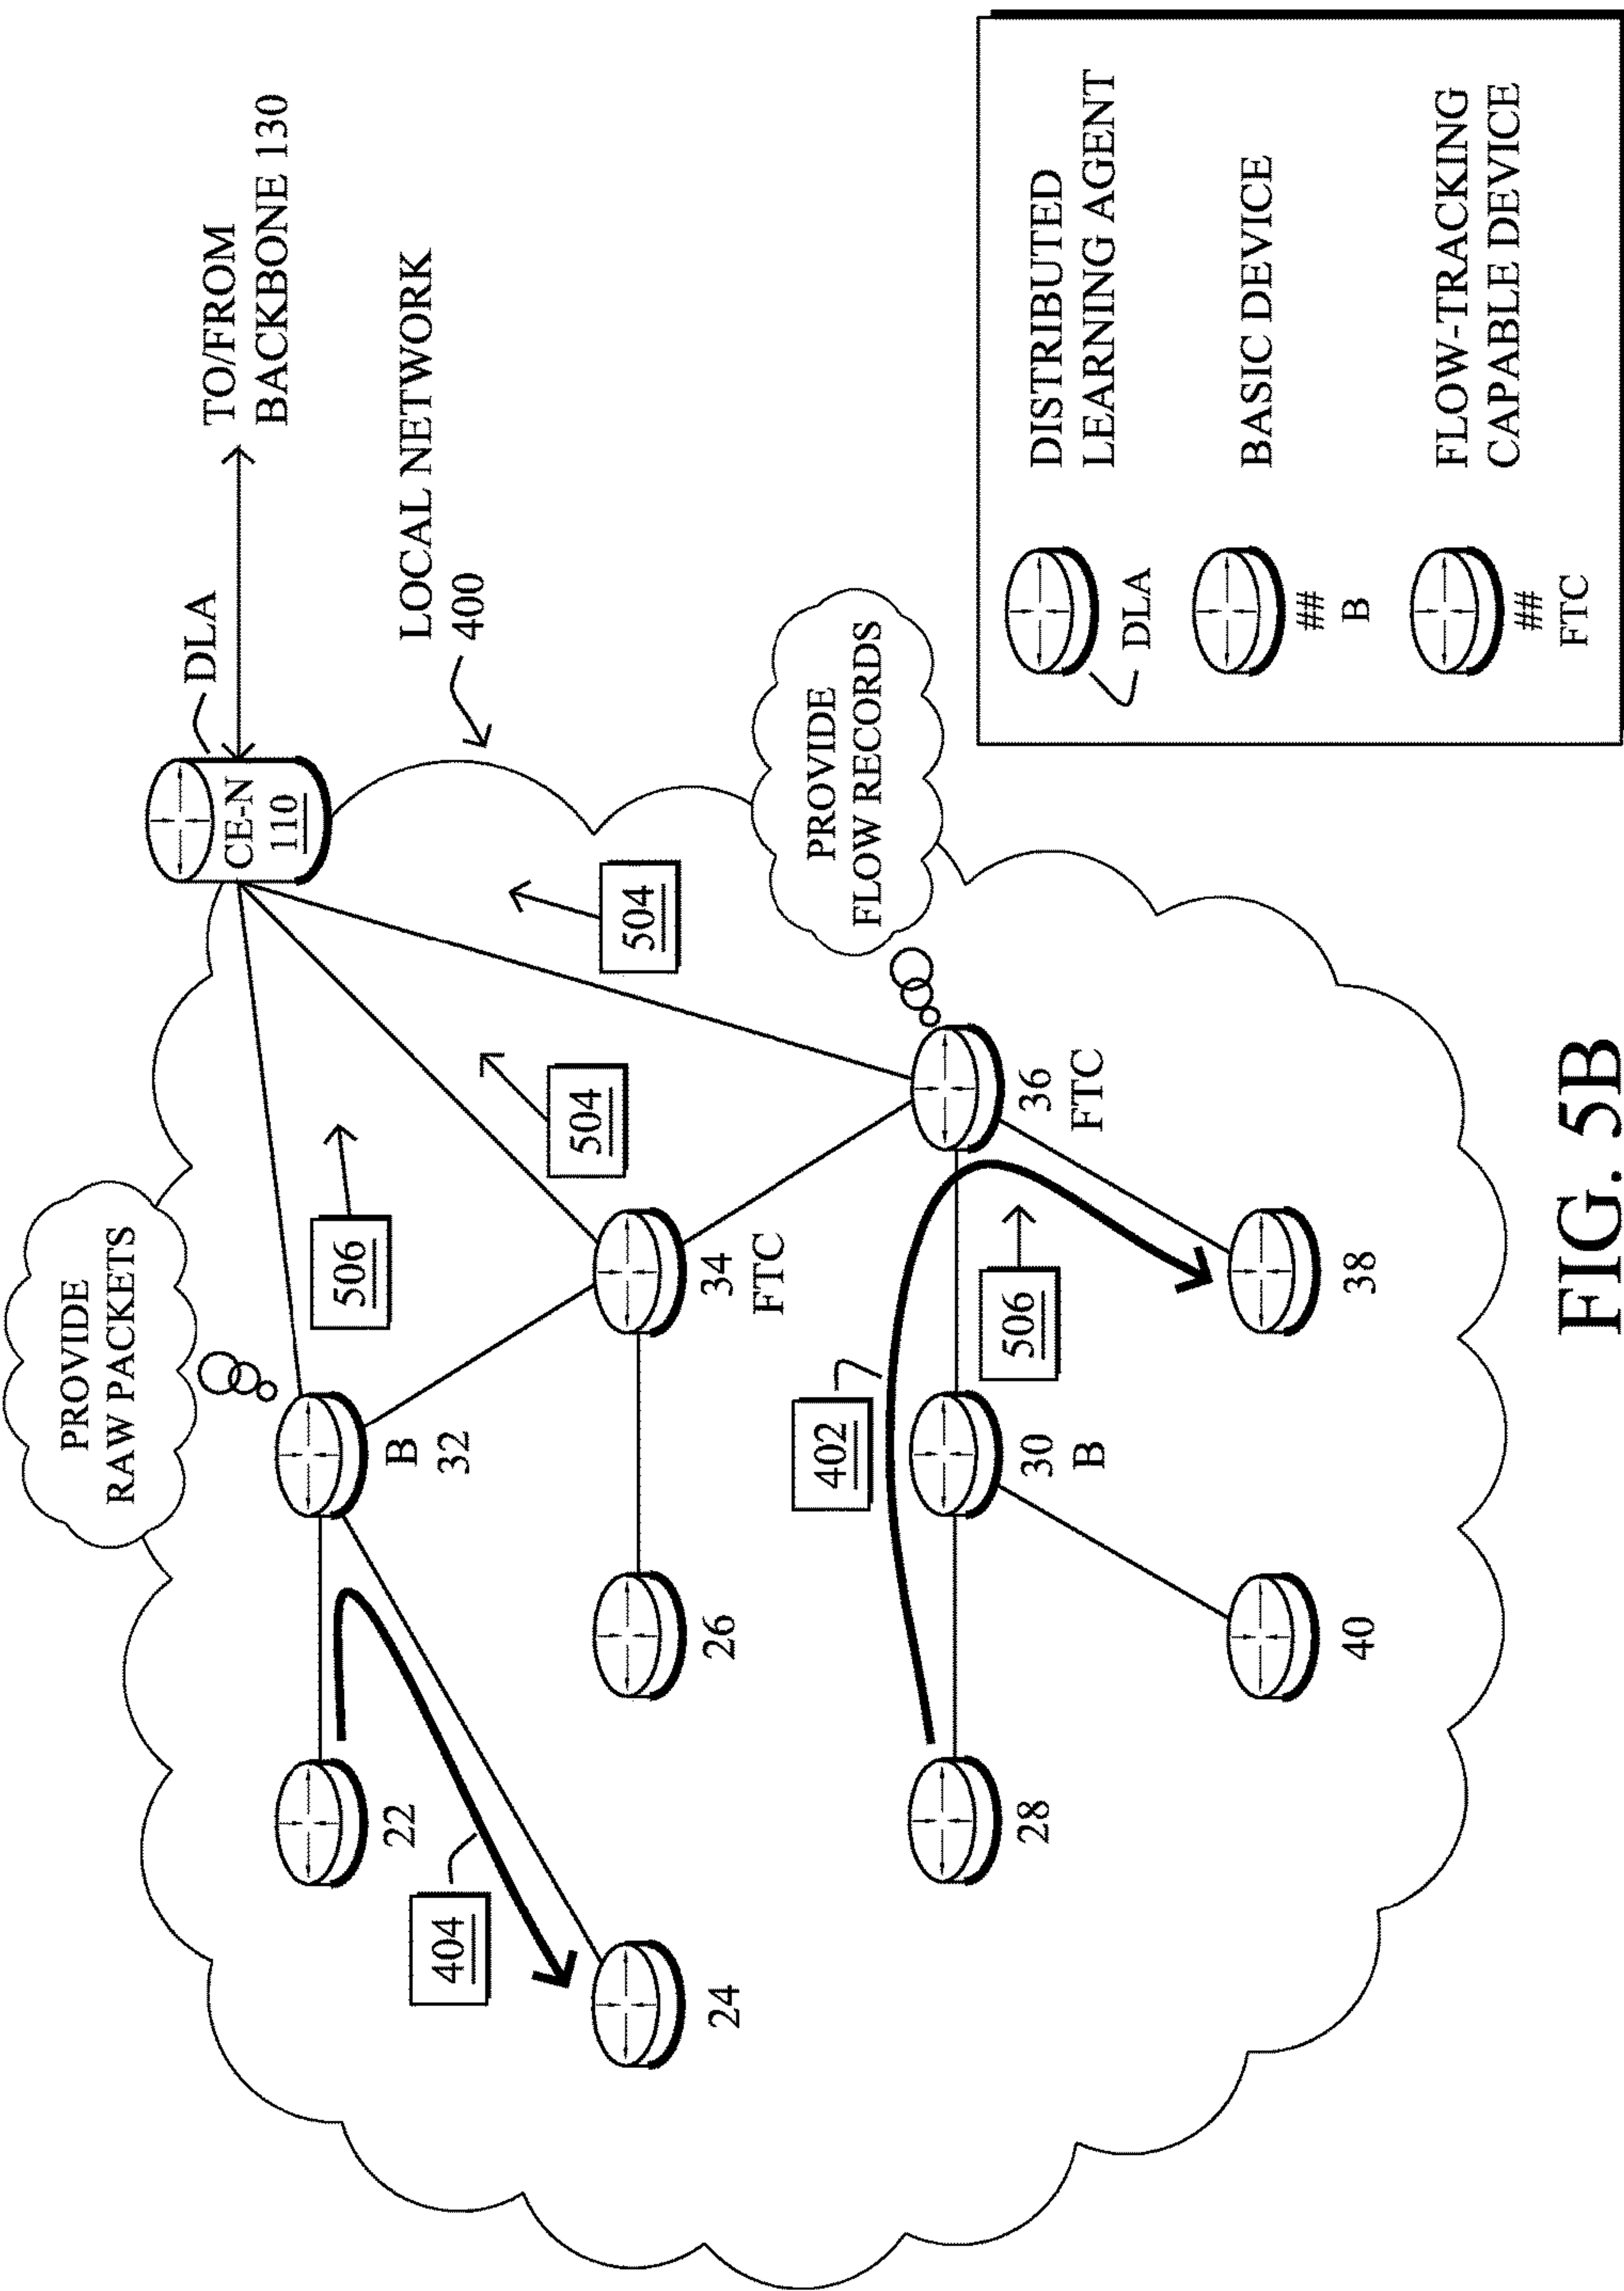 PROVIDE
RAW PACKETS
DLA
TO/FROM
BACKBONE 130
CE-N
110
LOCAL NETWORK
400
22
B
32
506
404
24
26
34
FTC
504
504
PROVIDE
FLOW RECORDS
402
28
30
B
506
36
FTC
40
38
DISTRIBUTED
LEARNING AGENT
DLA
BASIC DEVICE
##
B
FLOW-TRACKING
CAPABLE DEVICE
##
FTC
FIG. 5B